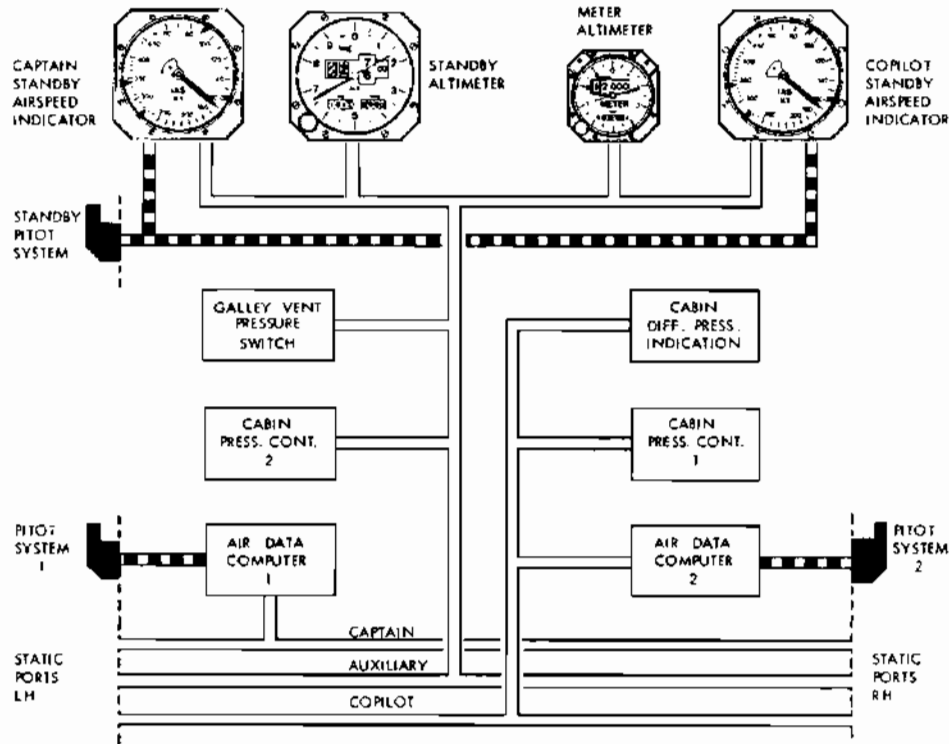 CAPTAIN
STANDBY
AIRSPEED
INDICATOR
STANDBY
ALTIMETER
METER
ALTIMETER
COPILOT
STANDBY
AIRSPEED
INDICATOR
STANDBY
PITOT
SYSTEM
GALLEY VENT
PRESSURE
SWITCH
CABIN
DIFF. PRESS.
INDICATION
CABIN
PRESS. CONT.
2
CABIN
PRESS. CONT.
1
PITOT
SYSTEM
1
AIR DATA
COMPUTER
1
AIR DATA
COMPUTER
2
PITOT
SYSTEM
2
CAPTAIN
STATIC
PORTS
LH
AUXILIARY
COPILOT
STATIC
PORTS
RH